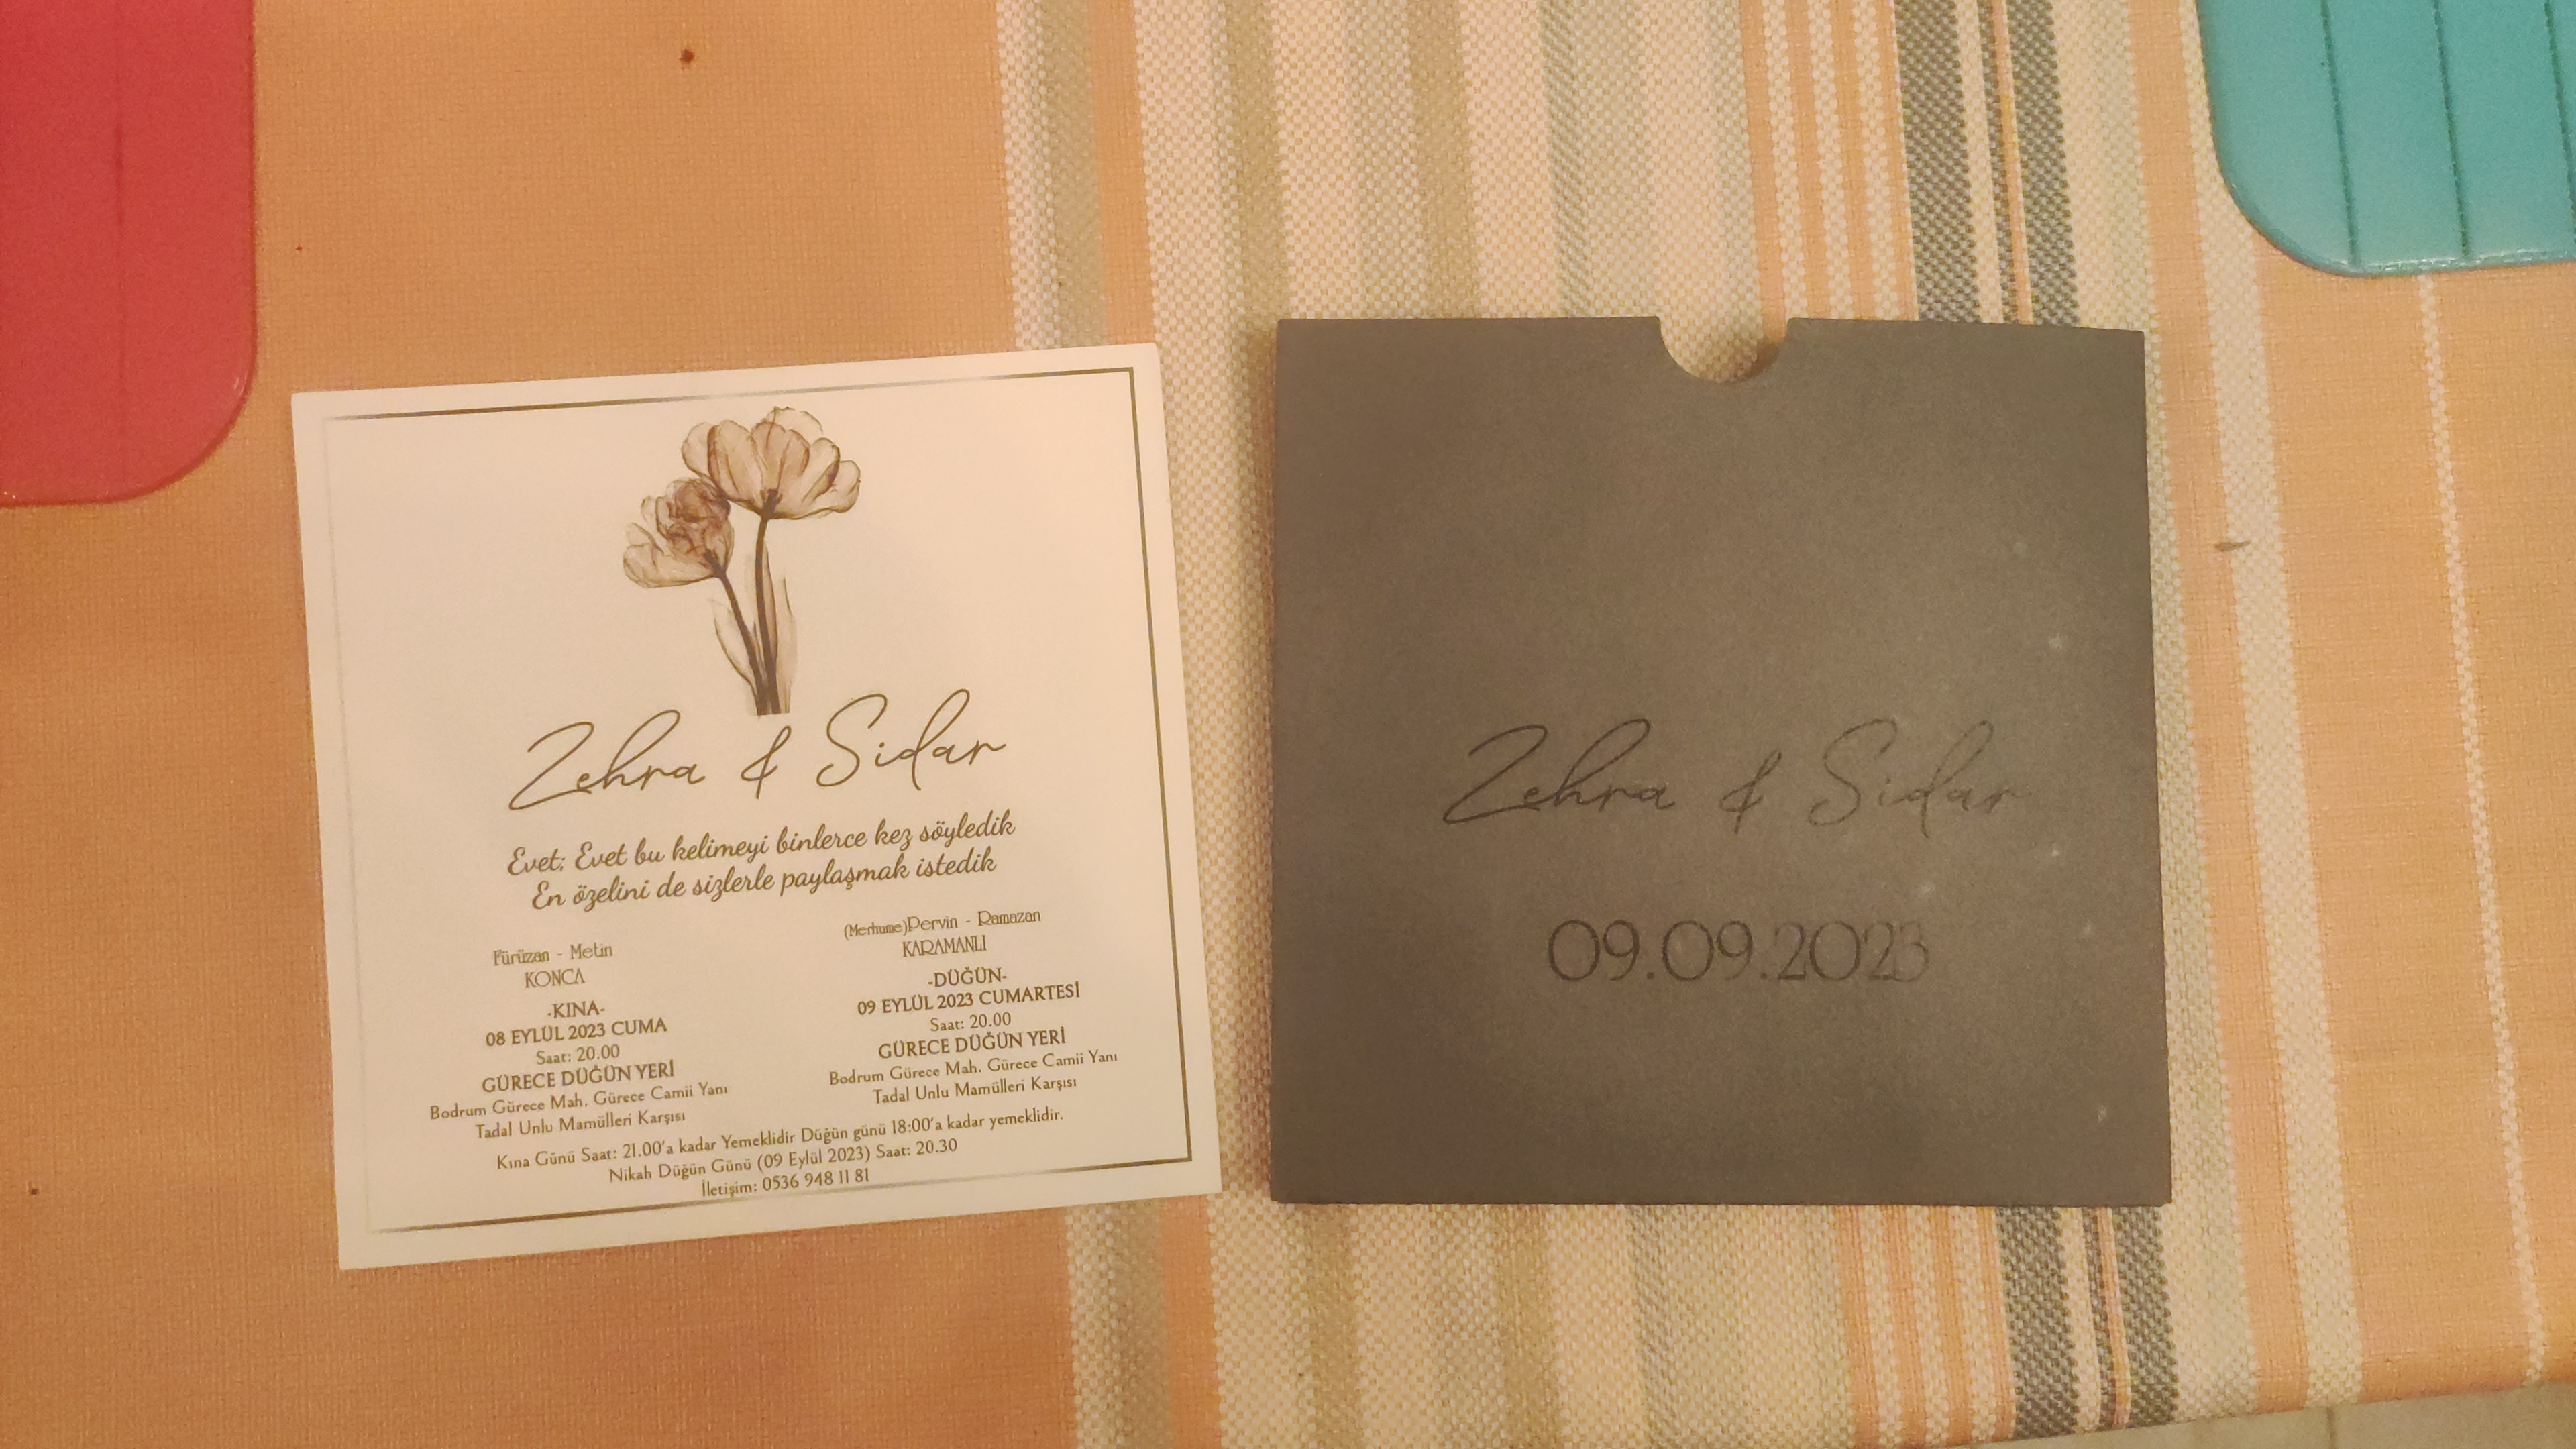 Zehra & Sidar
Evet; Evet bu kelimeyi binlerce kez söyledik
En özelini de sizlerle paylaşmak istedik
Fürüzan - Metin
KONCA
-KINA-
08 EYLÜL 2023 CUMA
Saat: 20.00
GÜRECE DÜĞÜN YERİ
Bodrum Gürece Mah. Gürece Camii Yanı
Tadal Unlu Mamülleri Karşısı
(Merhume)Pervin - Ramazan
KARAMANLI
-DÜĞÜN-
09 EYLÜL 2023 CUMARTESİ
Saat: 20.00
GÜRECE DÜĞÜN YERİ
Bodrum Gürece Mah. Gürece Camii Yanı
Tadal Unlu Mamülleri Karşısı
Kına Günü Saat: 21.00'a kadar Yemeklidir Düğün günü 18:00'a kadar yemeklidir.
Nikah Düğün Günü (09 Eylül 2023) Saat: 20.30
İletişim: 0536 948 11 81
Zehra & Sidar
09.09.2023